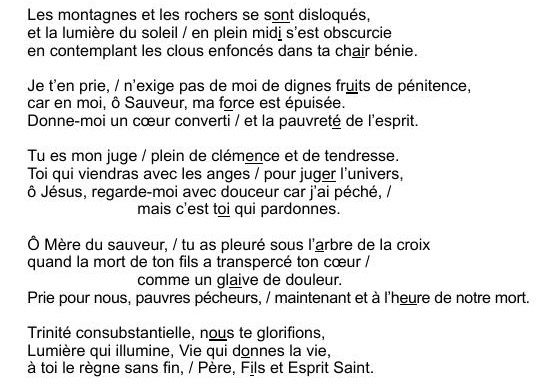 Les montagnes et les rochers se sont disloqués,
et la lumière du soleil / en plein midi s'est obscurcie
en contemplant les clous enfoncés dans ta chair bénie.
Je t'en prie, / n'exige pas de moi de dignes fruits de pénitence,
car en moi, ô Sauveur, ma force est épuisée.
Donne-moi un cœur converti / et la pauvreté de l'esprit.
Tu es mon juge / plein de clémence et de tendresse.
Toi qui viendras avec les anges / pour juger l'univers,
ô Jésus, regarde-moi avec douceur car j'ai péché, /
mais c'est toi qui pardonnes.
Ô Mère du sauveur, / tu as pleuré sous l'arbre de la croix
quand la mort de ton fils a transpercé ton cœur /
comme un glaive de douleur.
Prie pour nous, pauvres pécheurs, / maintenant et à l'heure de notre mort.
Trinité consubstantielle, nous te glorifions,
Lumière qui illumine, Vie qui donnes la vie,
à toi le règne sans fin, / Père, Fils et Esprit Saint.